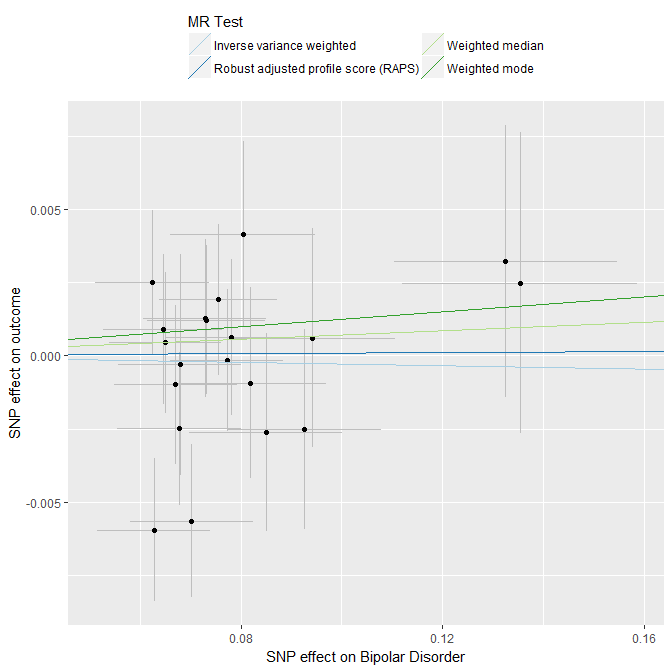 MR Test
Inverse variance weighted
Weighted median
Robust adjusted profile score (RAPS)
Weighted mode
0.005
0.000
-0.005
SNP effect on outcome
0.08
0.12
0.16
SNP effect on Bipolar Disorder